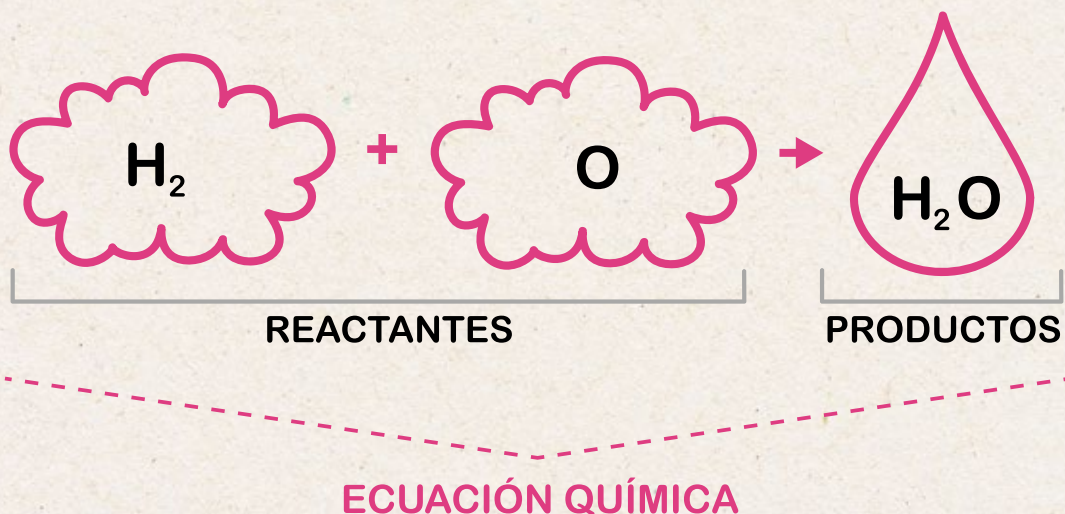 H₂ + O → H₂O
REACTANTES PRODUCTOS
ECUACIÓN QUÍMICA